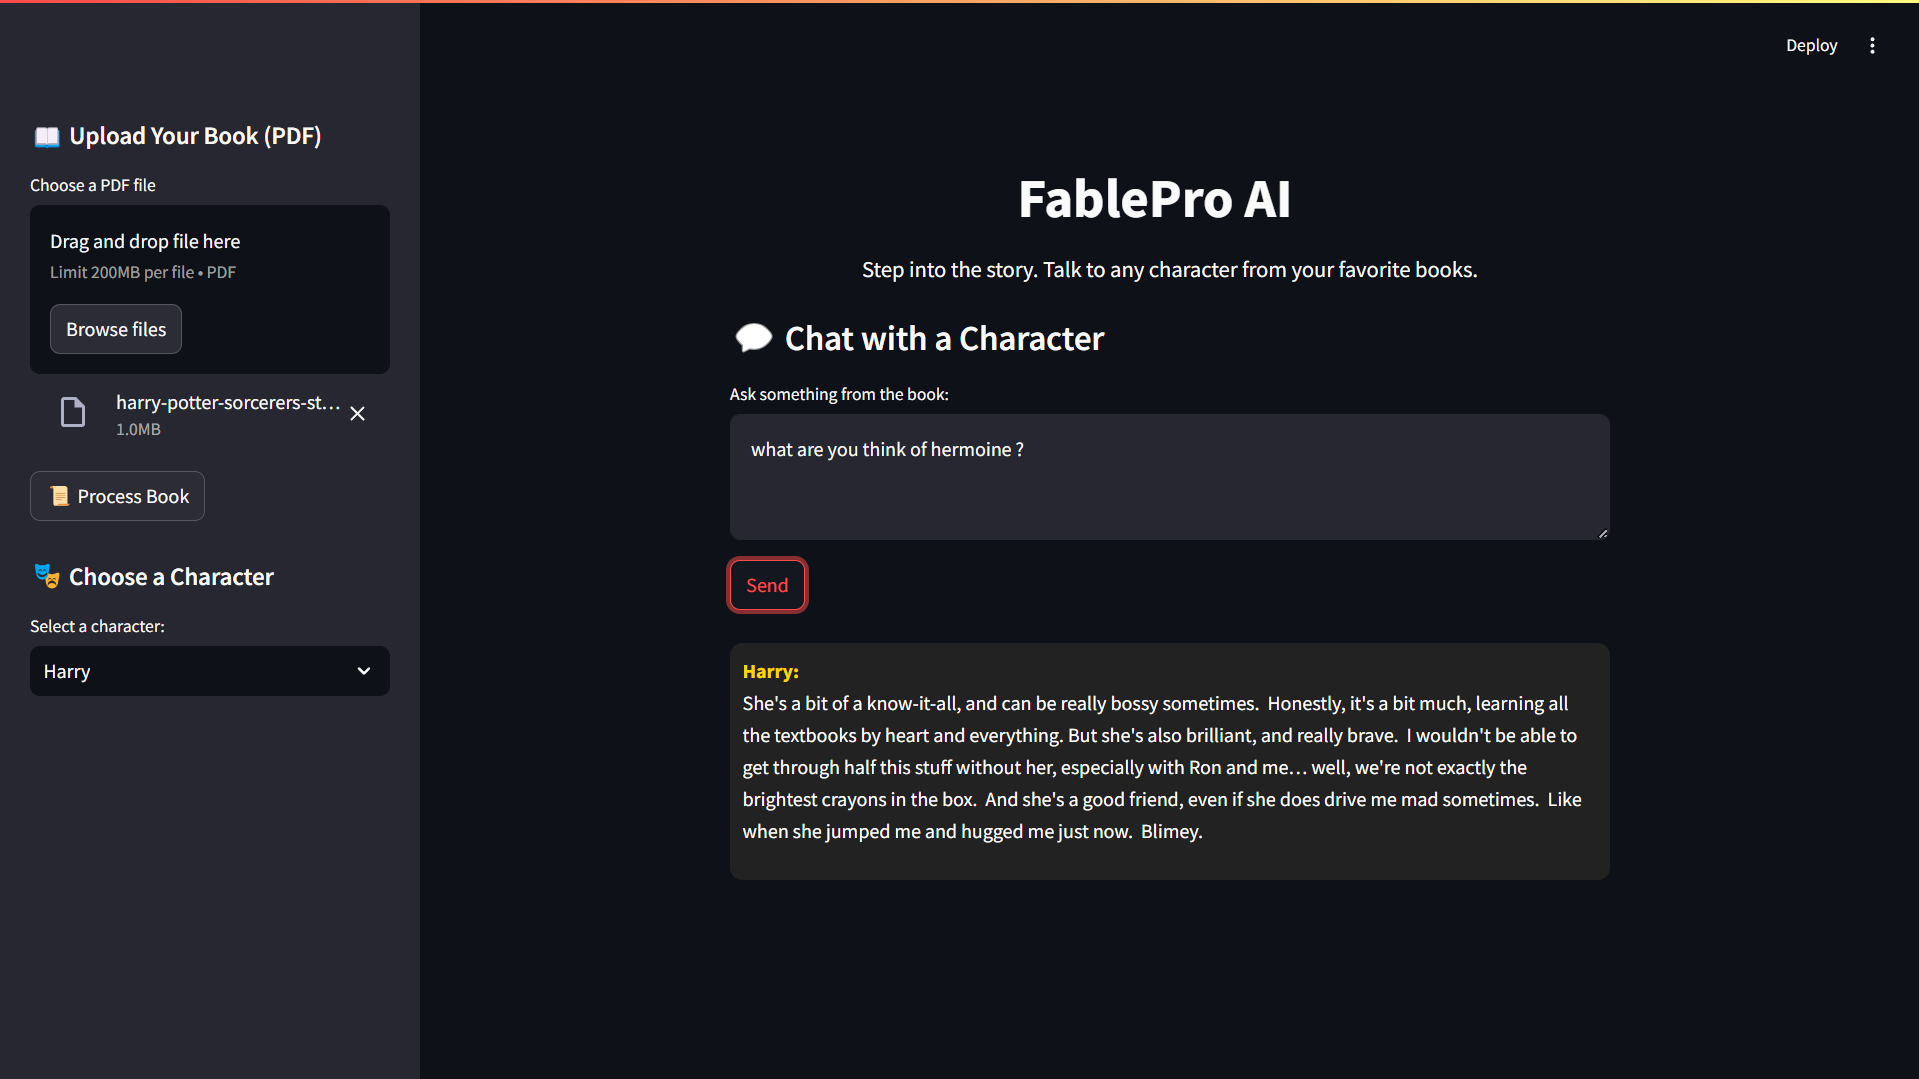 Deploy
📖 Upload Your Book (PDF)
Choose a PDF file
Drag and drop file here
Limit 200MB per file • PDF
Browse files
harry-potter-sorcerers-st...
1.0MB
📜 Process Book
🎭 Choose a Character
Select a character:
Harry
FablePro AI
Step into the story. Talk to any character from your favorite books.
💬 Chat with a Character
Ask something from the book:
what are you think of hermoine ?
Send
Harry:
She's a bit of a know-it-all, and can be really bossy sometimes.  Honestly, it's a bit much, learning all
the textbooks by heart and everything. But she's also brilliant, and really brave.  I wouldn't be able to
get through half this stuff without her, especially with Ron and me... well, we're not exactly the
brightest crayons in the box.  And she's a good friend, even if she does drive me mad sometimes.  Like
when she jumped me and hugged me just now.  Blimey.